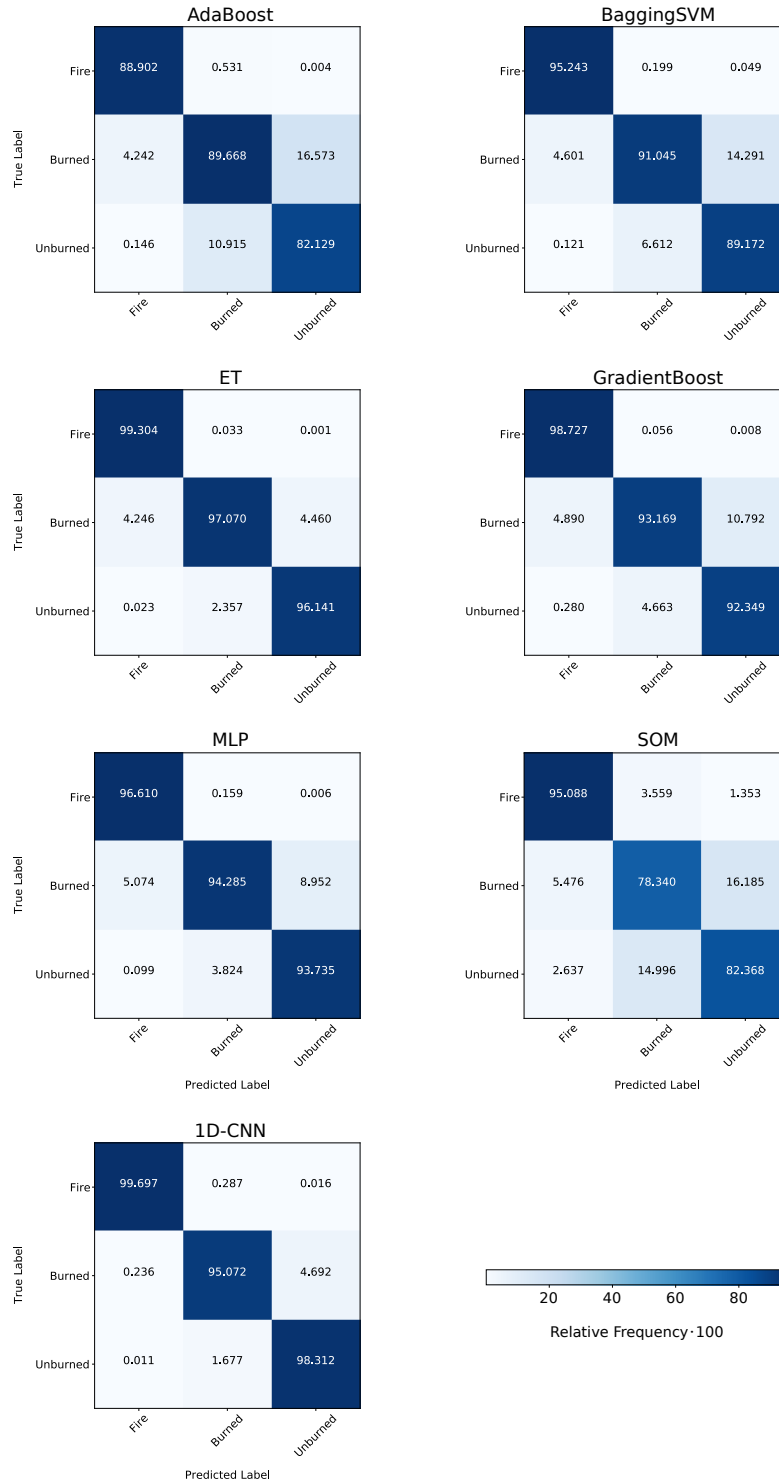 AdaBoost
BaggingSVM
True Label
Fire 88.902 0.531 0.004
Burned 4.242 89.668 16.573
Unburned 0.146 10.915 82.129
Fire Burned Unburned
Fire 95.243 0.199 0.049
Burned 4.601 91.045 14.291
Unburned 0.121 6.612 89.172
Fire Burned Unburned
ET
GradientBoost
True Label
Fire 99.304 0.033 0.001
Burned 4.246 97.070 4.460
Unburned 0.023 2.357 96.141
Fire Burned Unburned
Fire 98.727 0.056 0.008
Burned 4.890 93.169 10.792
Unburned 0.280 4.663 92.349
Fire Burned Unburned
MLP
SOM
True Label
Fire 96.610 0.159 0.006
Burned 5.074 94.285 8.952
Unburned 0.099 3.824 93.735
Fire Burned Unburned
Predicted Label
Fire 95.088 3.559 1.353
Burned 5.476 78.340 16.185
Unburned 2.637 14.996 82.368
Fire Burned Unburned
Predicted Label
1D-CNN
True Label
Fire 99.697 0.287 0.016
Burned 0.236 95.072 4.692
Unburned 0.011 1.677 98.312
Fire Burned Unburned
Predicted Label
20 40 60 80
Relative Frequency·100